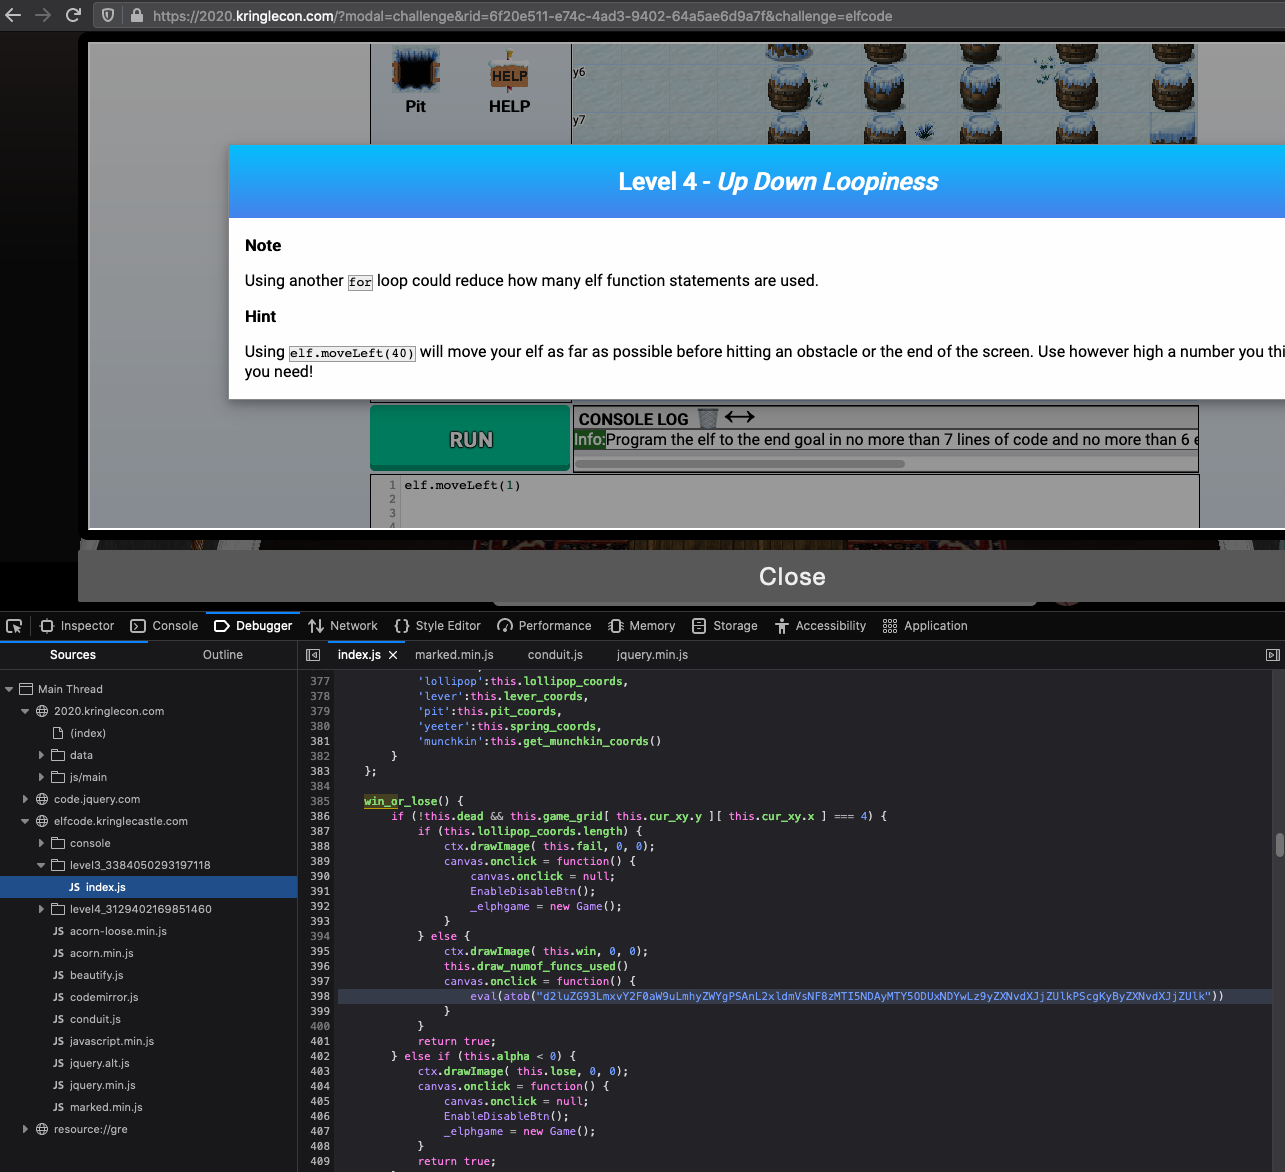 https://2020.kringlecon.com/?modal=challenge&rid=6f20e511-e74c-4ad3-9402-64a5ae6d9a7f&challenge=elfcode
HELP
Pit HELP
y6
y7
Level 4 - Up Down Loopiness
Note
Using another for loop could reduce how many elf function statements are used.
Hint
Using elf.moveLeft(40) will move your elf as far as possible before hitting an obstacle or the end of the screen. Use however high a number you thi
you need!
RUN
CONSOLE LOG
Info:Program the elf to the end goal in no more than 7 lines of code and no more than 6 e
1 elf.moveLeft(1)
2
3
4
Close
Inspector Console Debugger Network Style Editor Performance Memory Storage Accessibility Application
Sources Outline
index.js marked.min.js conduit.js jquery.min.js
Main Thread
2020.kringlecon.com
(index)
data
js/main
code.jquery.com
elfcode.kringlecastle.com
console
level3_3384050293197118
JS index.js
level4_3129402169851460
JS acorn-loose.min.js
JS acorn.min.js
JS beautify.js
JS codemirror.js
JS conduit.js
JS javascript.min.js
JS jquery.alt.js
JS jquery.min.js
JS marked.min.js
resource://gre
377 'lollipop':this.lollipop_coords,
378 'lever':this.lever_coords,
379 'pit':this.pit_coords,
380 'yeeter':this.spring_coords,
381 'munchkin':this.get_munchkin_coords()
382 }
383 };
384
385 win_or_lose() {
386 if (!this.dead && this.game_grid[ this.cur_xy.y ][ this.cur_xy.x ] === 4) {
387 if (this.lollipop_coords.length) {
388 ctx.drawImage( this.fail, 0, 0);
389 canvas.onclick = function() {
390 canvas.onclick = null;
391 EnableDisableBtn();
392 _elphgame = new Game();
393 }
394 } else {
395 ctx.drawImage( this.win, 0, 0);
396 this.draw_numof_funcs_used()
397 canvas.onclick = function() {
398 eval(atob("d2luZG93LmxvY2F0aW9uLmhyZWYgPSAnL2xldmVsNF8zMTI5NDAyMTY5ODUxNDYwLz9yZXNvdXJjZUlkPScgKyByZXNvdXJjZUlk"))
399 }
400 }
401 return true;
402 } else if (this.alpha < 0) {
403 ctx.drawImage( this.lose, 0, 0);
404 canvas.onclick = function() {
405 canvas.onclick = null;
406 EnableDisableBtn();
407 _elphgame = new Game();
408 }
409 return true;